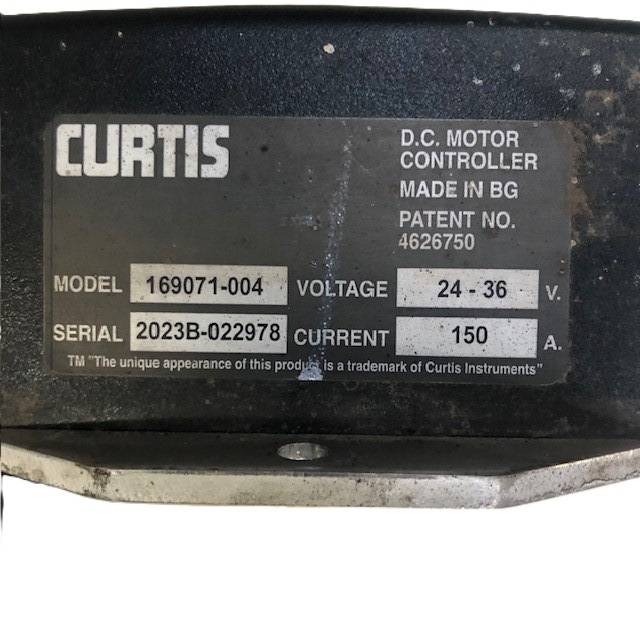 CURTIS
D.C. MOTOR
CONTROLLER
MADE IN BG
PATENT NO.
4626750
MODEL 169071-004 VOLTAGE 24 - 36 V.
SERIAL 2023B-022978 CURRENT 150 A.
TM "The unique appearance of this product is a trademark of Curtis Instruments"